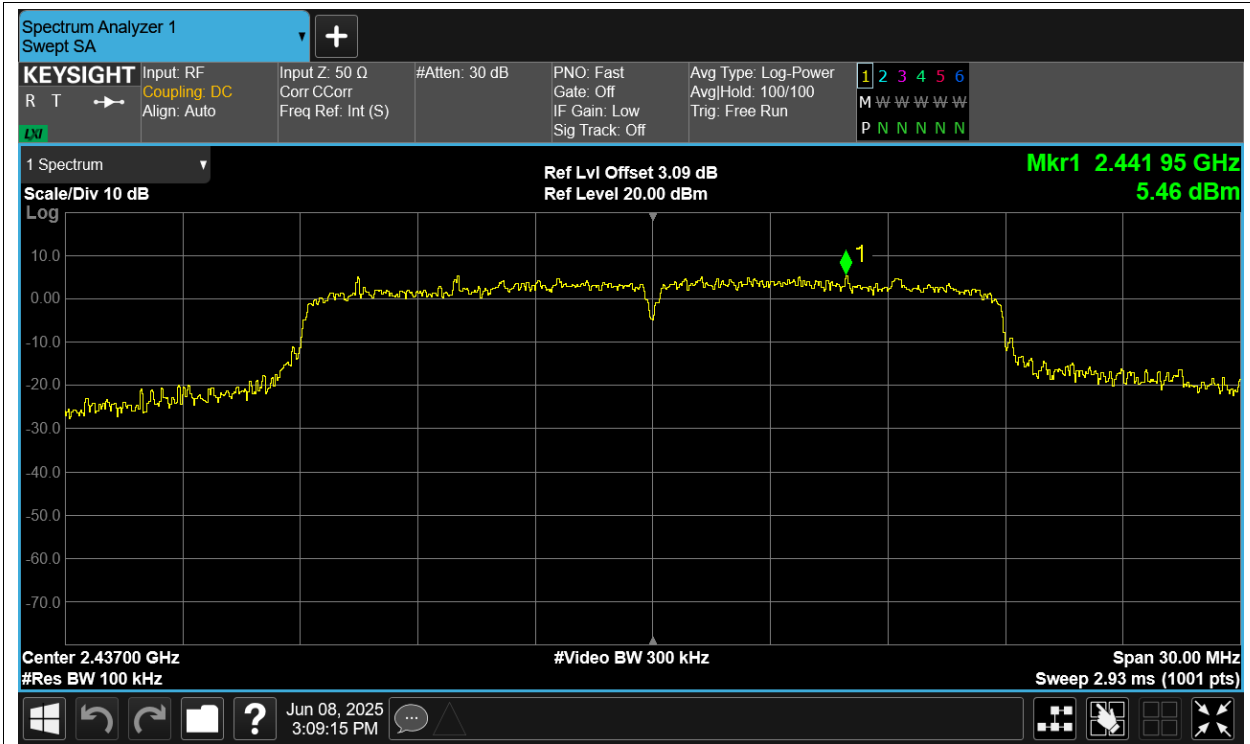 Spectrum Analyzer 1
Swept SA
KEYSIGHT
R T
LXI
Input: RF
Coupling: DC
Align: Auto
Input Z: 50 Ω
Corr CCorr
Freq Ref: Int (S)
#Atten: 30 dB
PNO: Fast
Gate: Off
IF Gain: Low
Sig Track: Off
Avg Type: Log-Power
Avg|Hold: 100/100
Trig: Free Run
1 2 3 4 5 6
M W W W W W
P N N N N N
1 Spectrum
Scale/Div 10 dB
Log
Ref Lvl Offset 3.09 dB
Ref Level 20.00 dBm
Mkr1 2.441 95 GHz
5.46 dBm
1
10.0
0.00
-10.0
-20.0
-30.0
-40.0
-50.0
-60.0
-70.0
Center 2.43700 GHz
#Res BW 100 kHz
#Video BW 300 kHz
Span 30.00 MHz
Sweep 2.93 ms (1001 pts)
?
Jun 08, 2025
3:09:15 PM